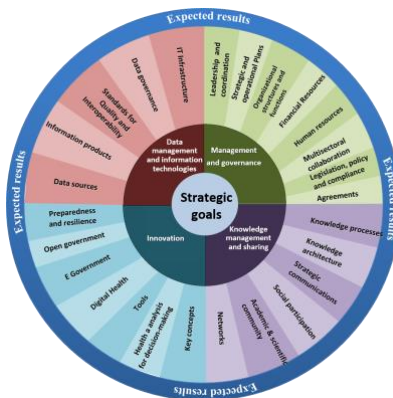 Expected results
Expected results
Expected results
Expected results
Strategic
goals
Data
management
and information
technologies
Data sources
Information products
Standards for
Quality and
Interoperability
Data governance
IT Infrastructure
Management
and governance
Leadership and
coordination
Strategic and
operational Plans
Organizational
structures and
functions
Financial Resources
Human resources
Multisectoral
collaboration
Legislation, policy
and compliance
Agreements
Knowledge
management
and sharing
Knowledge processes
Knowledge
architecture
Strategic
communications
Social participation
Academic & scientific
community
Networks
Innovation
Key concepts
Health a analysis
for decision-making
Tools
Digital Health
E Government
Open government
Preparedness
and resilience